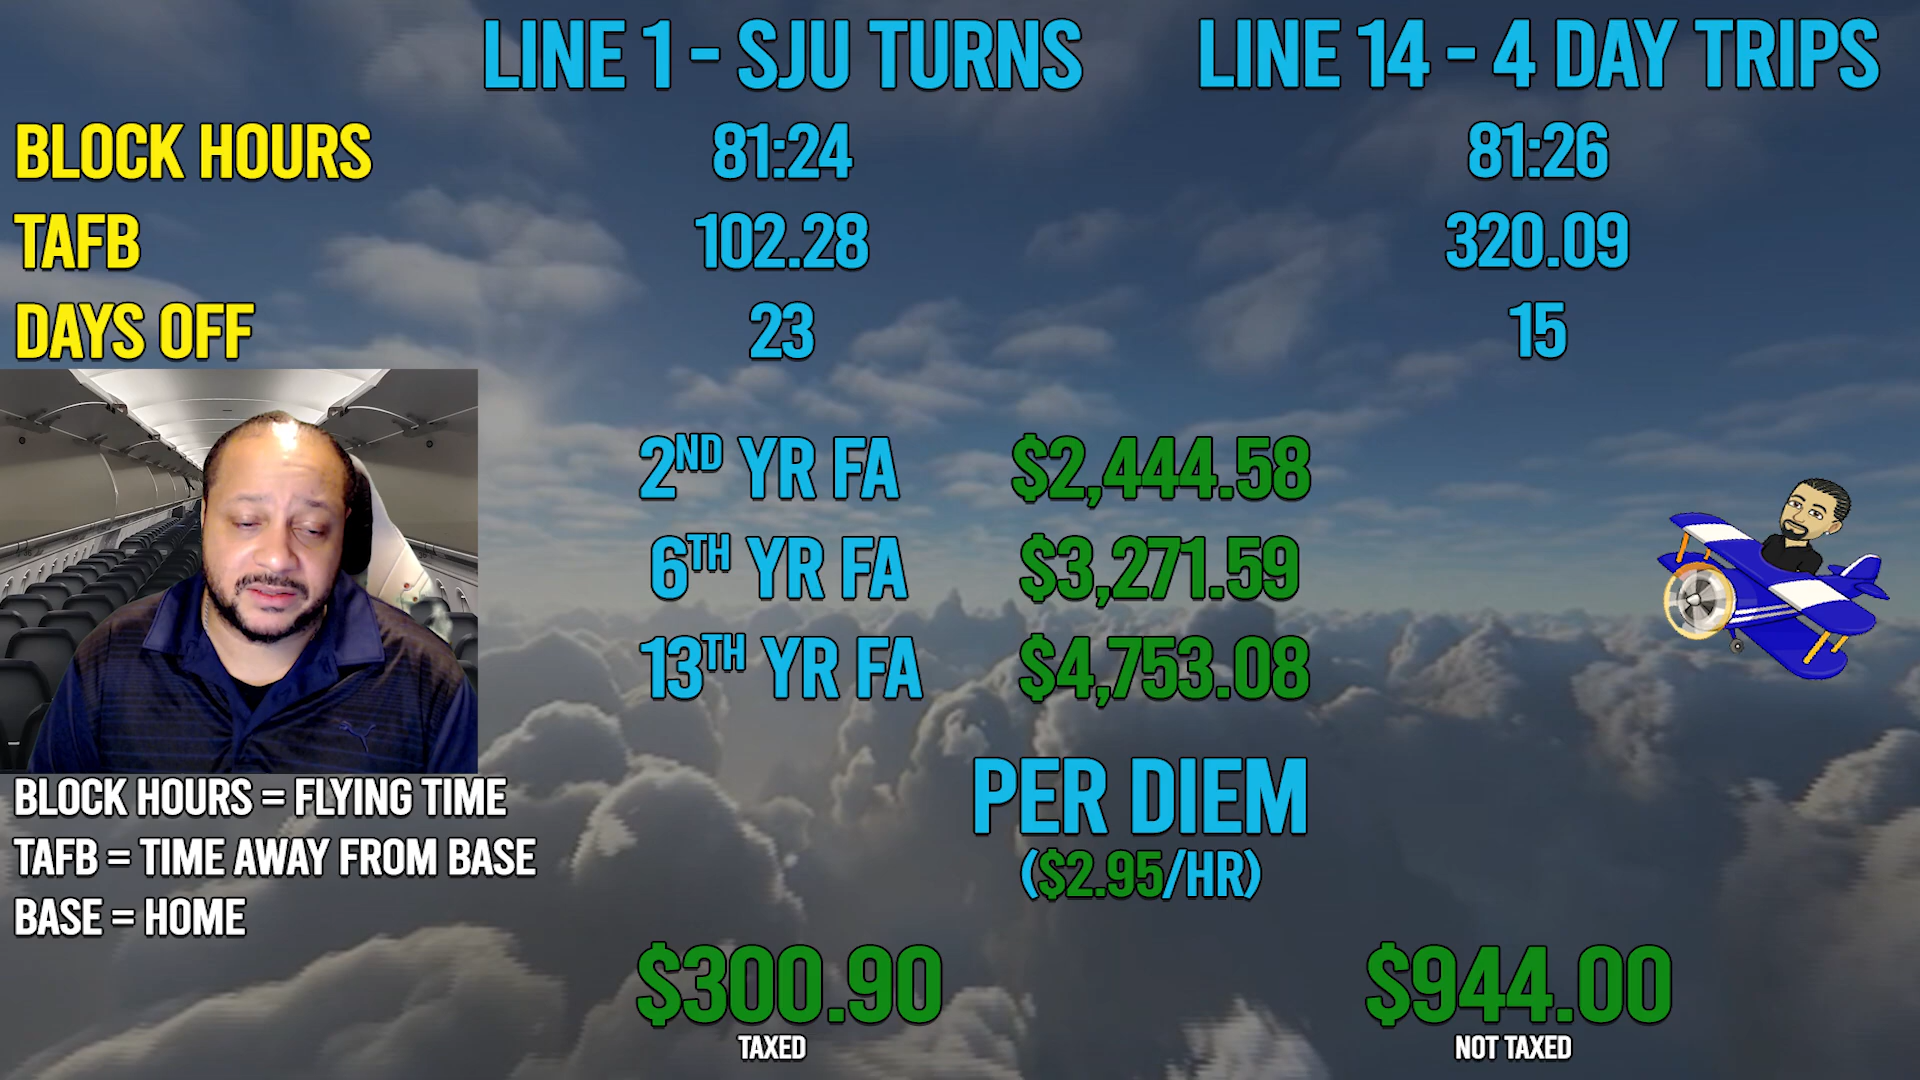 LINE 1 - SJU TURNS
LINE 14 - 4 DAY TRIPS
BLOCK HOURS
81:24
81:26
TAFB
102.28
320.09
DAYS OFF
23
15
2ND YR FA
$2,444.58
6TH YR FA
$3,271.59
13TH YR FA
$4,753.08
BLOCK HOURS = FLYING TIME
TAFB = TIME AWAY FROM BASE
BASE = HOME
PER DIEM
($2.95/HR)
$300.90
TAXED
$944.00
NOT TAXED